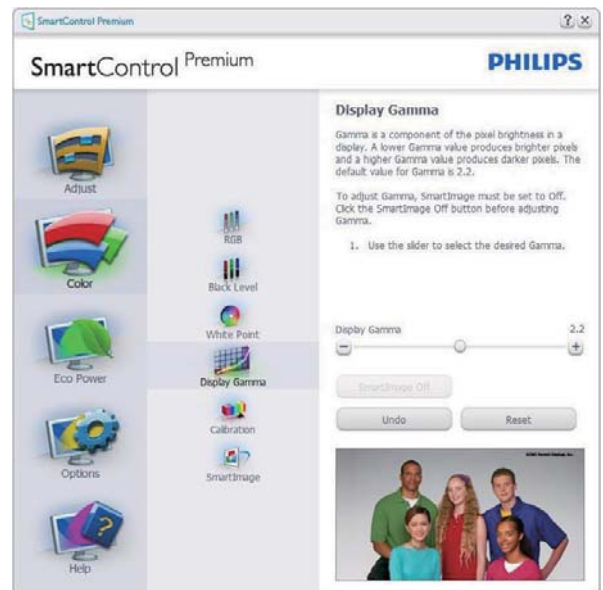 SmartControl Premium
SmartControl Premium
PHILIPS
Adjust
Color
Eco Power
Options
Help
RGB
Black Level
White Point
Display Gamma
Calibration
SmartImage
Display Gamma
Gamma is a component of the pixel brightness in a
display. A lower Gamma value produces brighter pixels
and a higher Gamma value produces darker pixels. The
default value for Gamma is 2.2.
To adjust Gamma, SmartImage must be set to Off.
Click the SmartImage Off button before adjusting
Gamma.
1. Use the slider to select the desired Gamma.
Display Gamma 2.2
SmartImage Off
Undo Reset